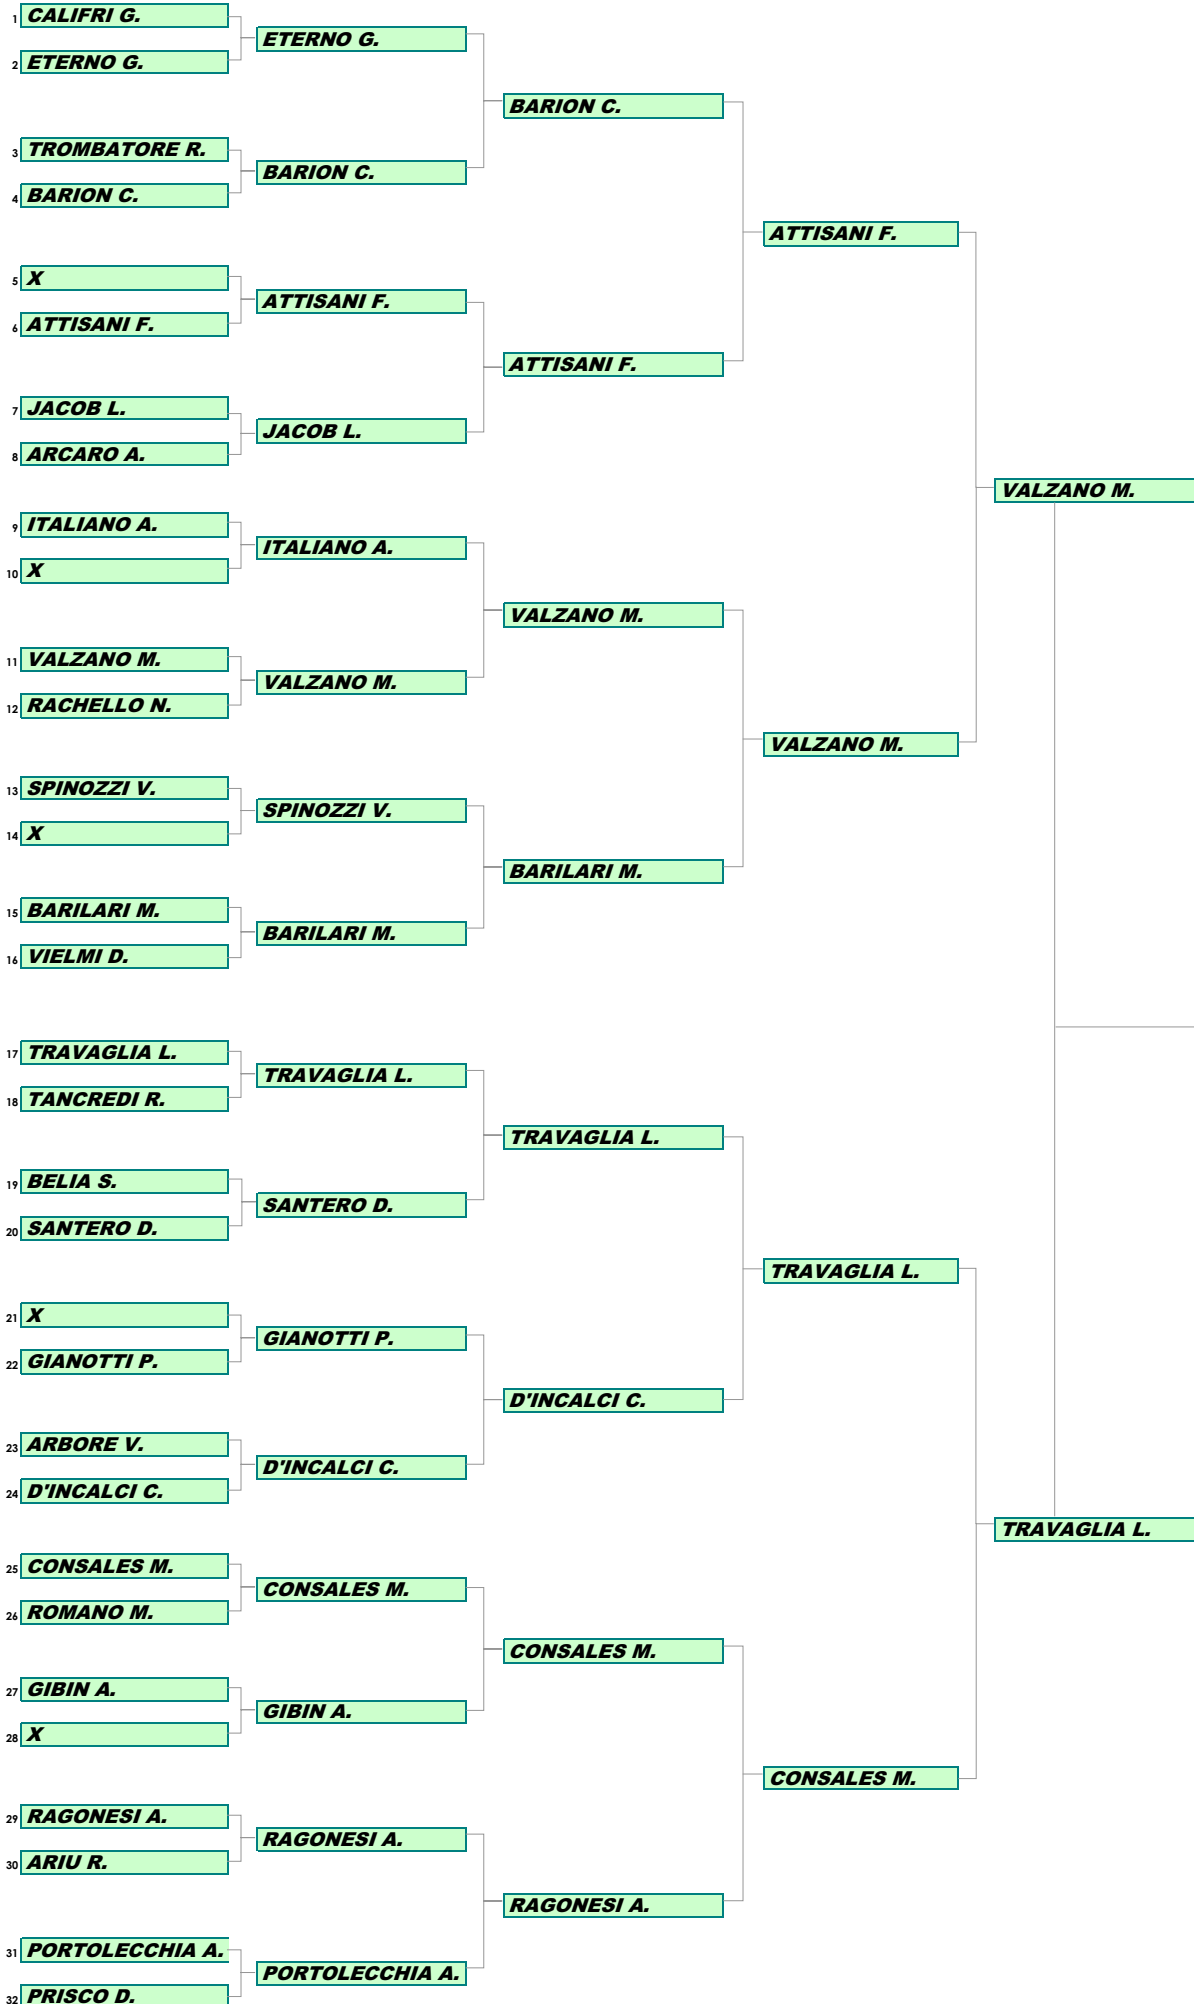 1 CALIFRI G.
ETERNO G.
2 ETERNO G.
BARION C.
3 TROMBATORE R.
BARION C.
4 BARION C.
ATTISANI F.
5 X
ATTISANI F.
6 ATTISANI F.
ATTISANI F.
7 JACOB L.
JACOB L.
8 ARCARO A.
VALZANO M.
9 ITALIANO A.
ITALIANO A.
10 X
VALZANO M.
11 VALZANO M.
VALZANO M.
12 RACHELLO N.
VALZANO M.
13 SPINOZZI V.
SPINOZZI V.
14 X
BARILARI M.
15 BARILARI M.
BARILARI M.
16 VIELMI D.
17 TRAVAGLIA L.
TRAVAGLIA L.
18 TANCREDI R.
TRAVAGLIA L.
19 BELIA S.
SANTERO D.
20 SANTERO D.
TRAVAGLIA L.
21 X
GIANOTTI P.
22 GIANOTTI P.
D'INCALCI C.
23 ARBORE V.
D'INCALCI C.
24 D'INCALCI C.
TRAVAGLIA L.
25 CONSALES M.
CONSALES M.
26 ROMANO M.
CONSALES M.
27 GIBIN A.
GIBIN A.
28 X
CONSALES M.
29 RAGONESI A.
RAGONESI A.
30 ARIU R.
RAGONESI A.
31 PORTOLECCHIA A.
PORTOLECCHIA A.
32 PRISCO D.